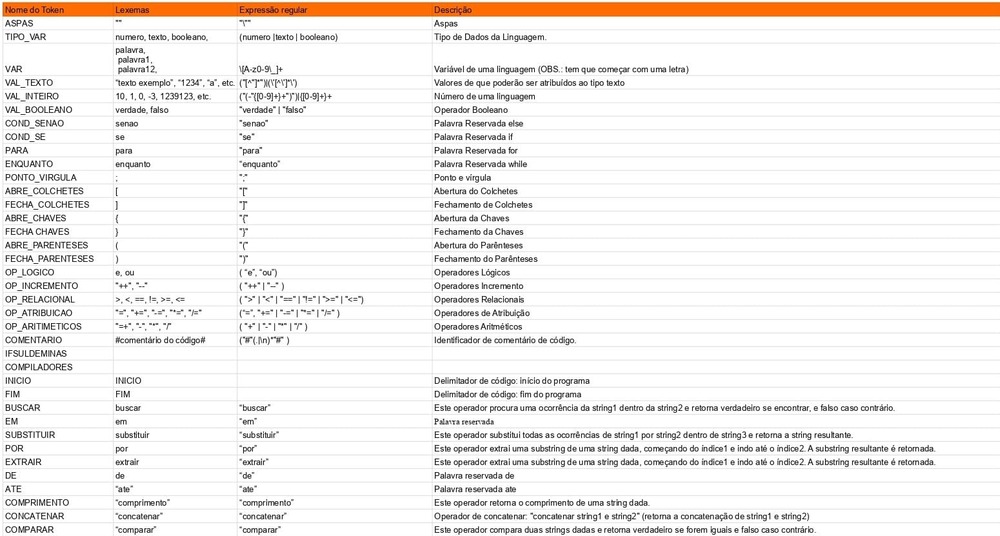 Nome do Token Lexemas Expressão regular Descrição
ASPAS "" "\"" Aspas
TIPO_VAR numero, texto, booleano, (numero |texto | booleano) Tipo de Dados da Linguagem.
palavra,
palavra1,
VAR palavra12, \[A-z0-9\_]+ Variável de uma linguagem (OBS.: tem que começar com uma letra)
VAL_TEXTO “texto exemplo”, “1234”, “a”, etc. ("[^"]*")|(\'[^\']*\') Valores de que poderão ser atribuídos ao tipo texto
VAL_INTEIRO 10, 1, 0, -3, 1239123, etc. ("(-"{[0-9]+}+")")|{[0-9]+}+ Número de uma linguagem
VAL_BOOLEANO verdade, falso "verdade" | "falso" Operador Booleano
COND_SENAO senao "senao" Palavra Reservada else
COND_SE se "se" Palavra Reservada if
PARA para "para" Palavra Reservada for
ENQUANTO enquanto “enquanto” Palavra Reservada while
PONTO_VIRGULA ; ";" Ponto e virgula
ABRE_COLCHETES [ "[" Abertura do Colchetes
FECHA_COLCHETES ] "]" Fechamento de Colchetes
ABRE_CHAVES { "{" Abertura da Chaves
FECHA CHAVES } "}" Fechamento da Chaves
ABRE_PARENTESES ( "(" Abertura do Parênteses
FECHA_PARENTESES ) ")" Fechamento do Parênteses
OP_LOGICO e, ou ( “e”, “ou”) Operadores Lógicos
OP_INCREMENTO "++", "--" ( "++" | "--" ) Operadores Incremento
OP_RELACIONAL >, <, ==, !=, >=, <= ( ">" | "<" | "==" | "!=" | ">=" | "<=") Operadores Relacionais
OP_ATRIBUICAO "=", "+=", "-=", "*=", "/=" ("=", "+=" | "-=" | "*=" | "/=" ) Operadores de Atribuição
OP_ARITIMETICOS "=+", "-", "*", "/" ( "+" | "-" | "*" | "/" ) Operadores Aritméticos
COMENTARIO #comentário do código# ("#"(.|\n)*"#" ) Identificador de comentário de código.
IFSULDEMINAS
COMPILADORES
INICIO INICIO Delimitador de código: início do programa
FIM FIM Delimitador de código: fim do programa
BUSCAR buscar “buscar” Este operador procura uma ocorrência da string1 dentro da string2 e retorna verdadeiro se encontrar, e falso caso contrário.
EM em “em” Palavra reservada
SUBSTITUIR substituir “substituir” Este operador substitui todas as ocorrências de string1 por string2 dentro de string3 e retorna a string resultante.
POR por “por” Este operador extrai uma substring de uma string dada, começando do índice1 e indo até o índice2. A substring resultante é retornada.
EXTRAIR extrair “extrair” Este operador extrai uma substring de uma string dada, começando do índice1 e indo até o índice2. A substring resultante é retornada.
DE de “de” Palavra reservada de
ATE “ate” “ate” Palavra reservada ate
COMPRIMENTO “comprimento” “comprimento” Este operador retorna o comprimento de uma string dada.
CONCATENAR “concatenar” “concatenar” Operador de concatenar: "concatenar string1 e string2" (retorna a concatenação de string1 e string2)
COMPARAR “comparar” “comparar” Este operador compara duas strings dadas e retorna verdadeiro se forem iguais e falso caso contrário.